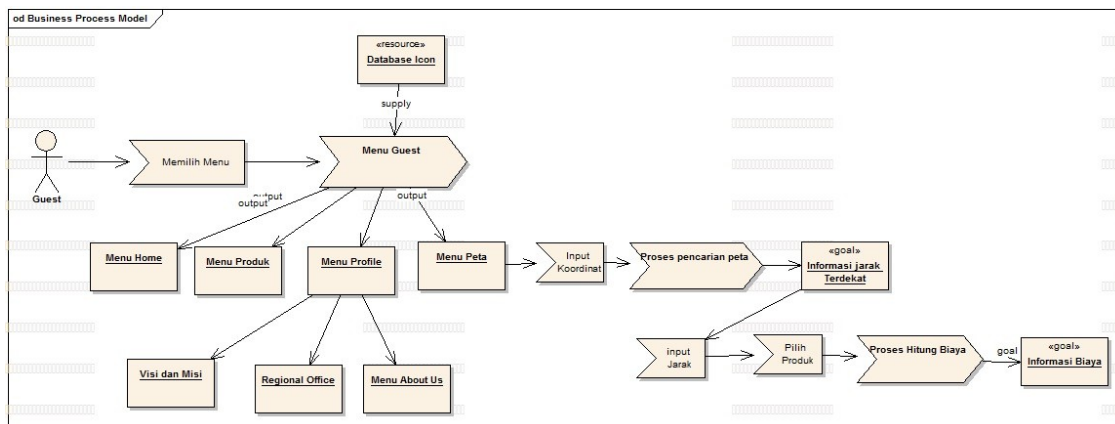 od Business Process Model
«resource»
Database Icon
supply
Guest
Memilih Menu
Menu Guest
output
output
output
Menu Home
Menu Produk
Menu Profile
Menu Peta
Input
Koordinat
Proses pencarian peta
«goal»
Informasi jarak
Terdekat
Visi dan Misi
Regional Office
Menu About Us
input
Jarak
Pilih
Produk
Proses Hitung Biaya
goal
«goal»
Informasi Biaya